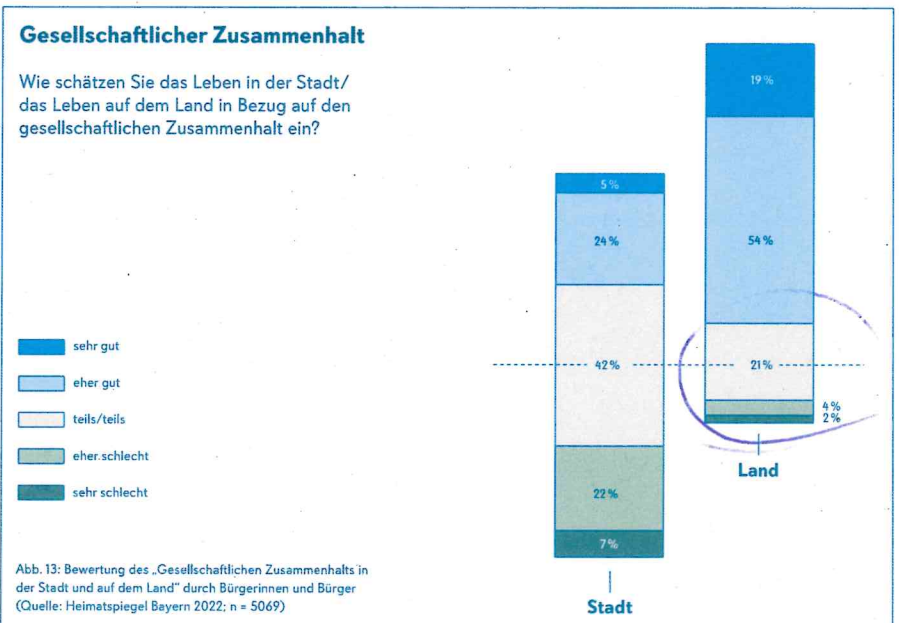 Gesellschaftlicher Zusammenhalt
Wie schätzen Sie das Leben in der Stadt/
das Leben auf dem Land in Bezug auf den
gesellschaftlichen Zusammenhalt ein?
sehr gut
eher gut
teils/teils
eher schlecht
sehr schlecht
5 %
24 %
42 %
22 %
7 %
Stadt
19 %
54 %
21 %
4 %
2 %
Land
Abb. 13: Bewertung des „Gesellschaftlichen Zusammenhalts in
der Stadt und auf dem Land" durch Bürgerinnen und Bürger
(Quelle: Heimatspiegel Bayern 2022; n = 5069)